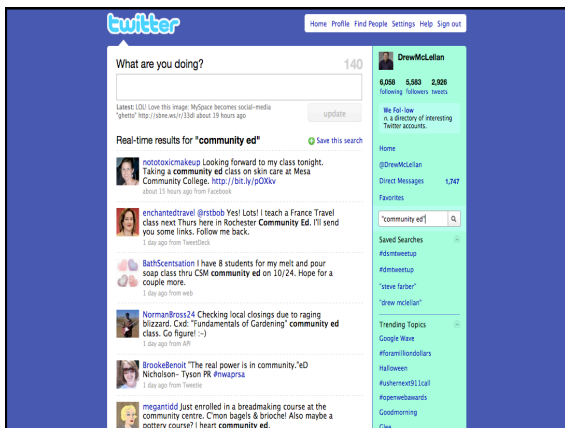 twitter
Home Profile Find People Settings Help Sign out
What are you doing?
140
Latest: LOL! Love this image: MySpace becomes social-media
"ghetto" http://sbne.ws/r/33dl about 19 hours ago
update
Real-time results for "community ed"
Save this search
nototoxicmakeup Looking forward to my class tonight.
Taking a community ed class on skin care at Mesa
Community College. http://bit.ly/pOXkv
about 15 hours ago from Facebook
enchantedtravel @rstbob Yes! Lots! I teach a France Travel
class next Thurs here in Rochester Community Ed. I'll send
you some links. Follow me back.
1 day ago from TweetDeck
BathScentsation I have 8 students for my melt and pour
soap class thru CSM community ed on 10/24. Hope for a
couple more.
1 day ago from web
NormanBross24 Checking local closings due to raging
blizzard. Cxd: "Fundamentals of Gardening" community ed
class. Go figure! :~)
1 day ago from API
BrookeBenoit "The real power is in community."eD
Nicholson- Tyson PR #nwaprsa
1 day ago from Tweetie
megantidd Just enrolled in a breadmaking course at the
community centre. C'mon bagels & brioche! Also maybe a
pottery course? I heart community ed.
DrewMcLellan
6,058 5,583 2,926
following followers tweets
We Fol·low
n. a directory of interesting
Twitter accounts.
Home
@DrewMcLellan
Direct Messages 1,747
Favorites
"community ed"
Saved Searches
#dsmtweetup
#dmtweetup
"steve farber"
"drew mclellan"
Trending Topics
Google Wave
#foramilliondollars
Halloween
#ushernext911call
#openwebawards
Goodmorning
Glee